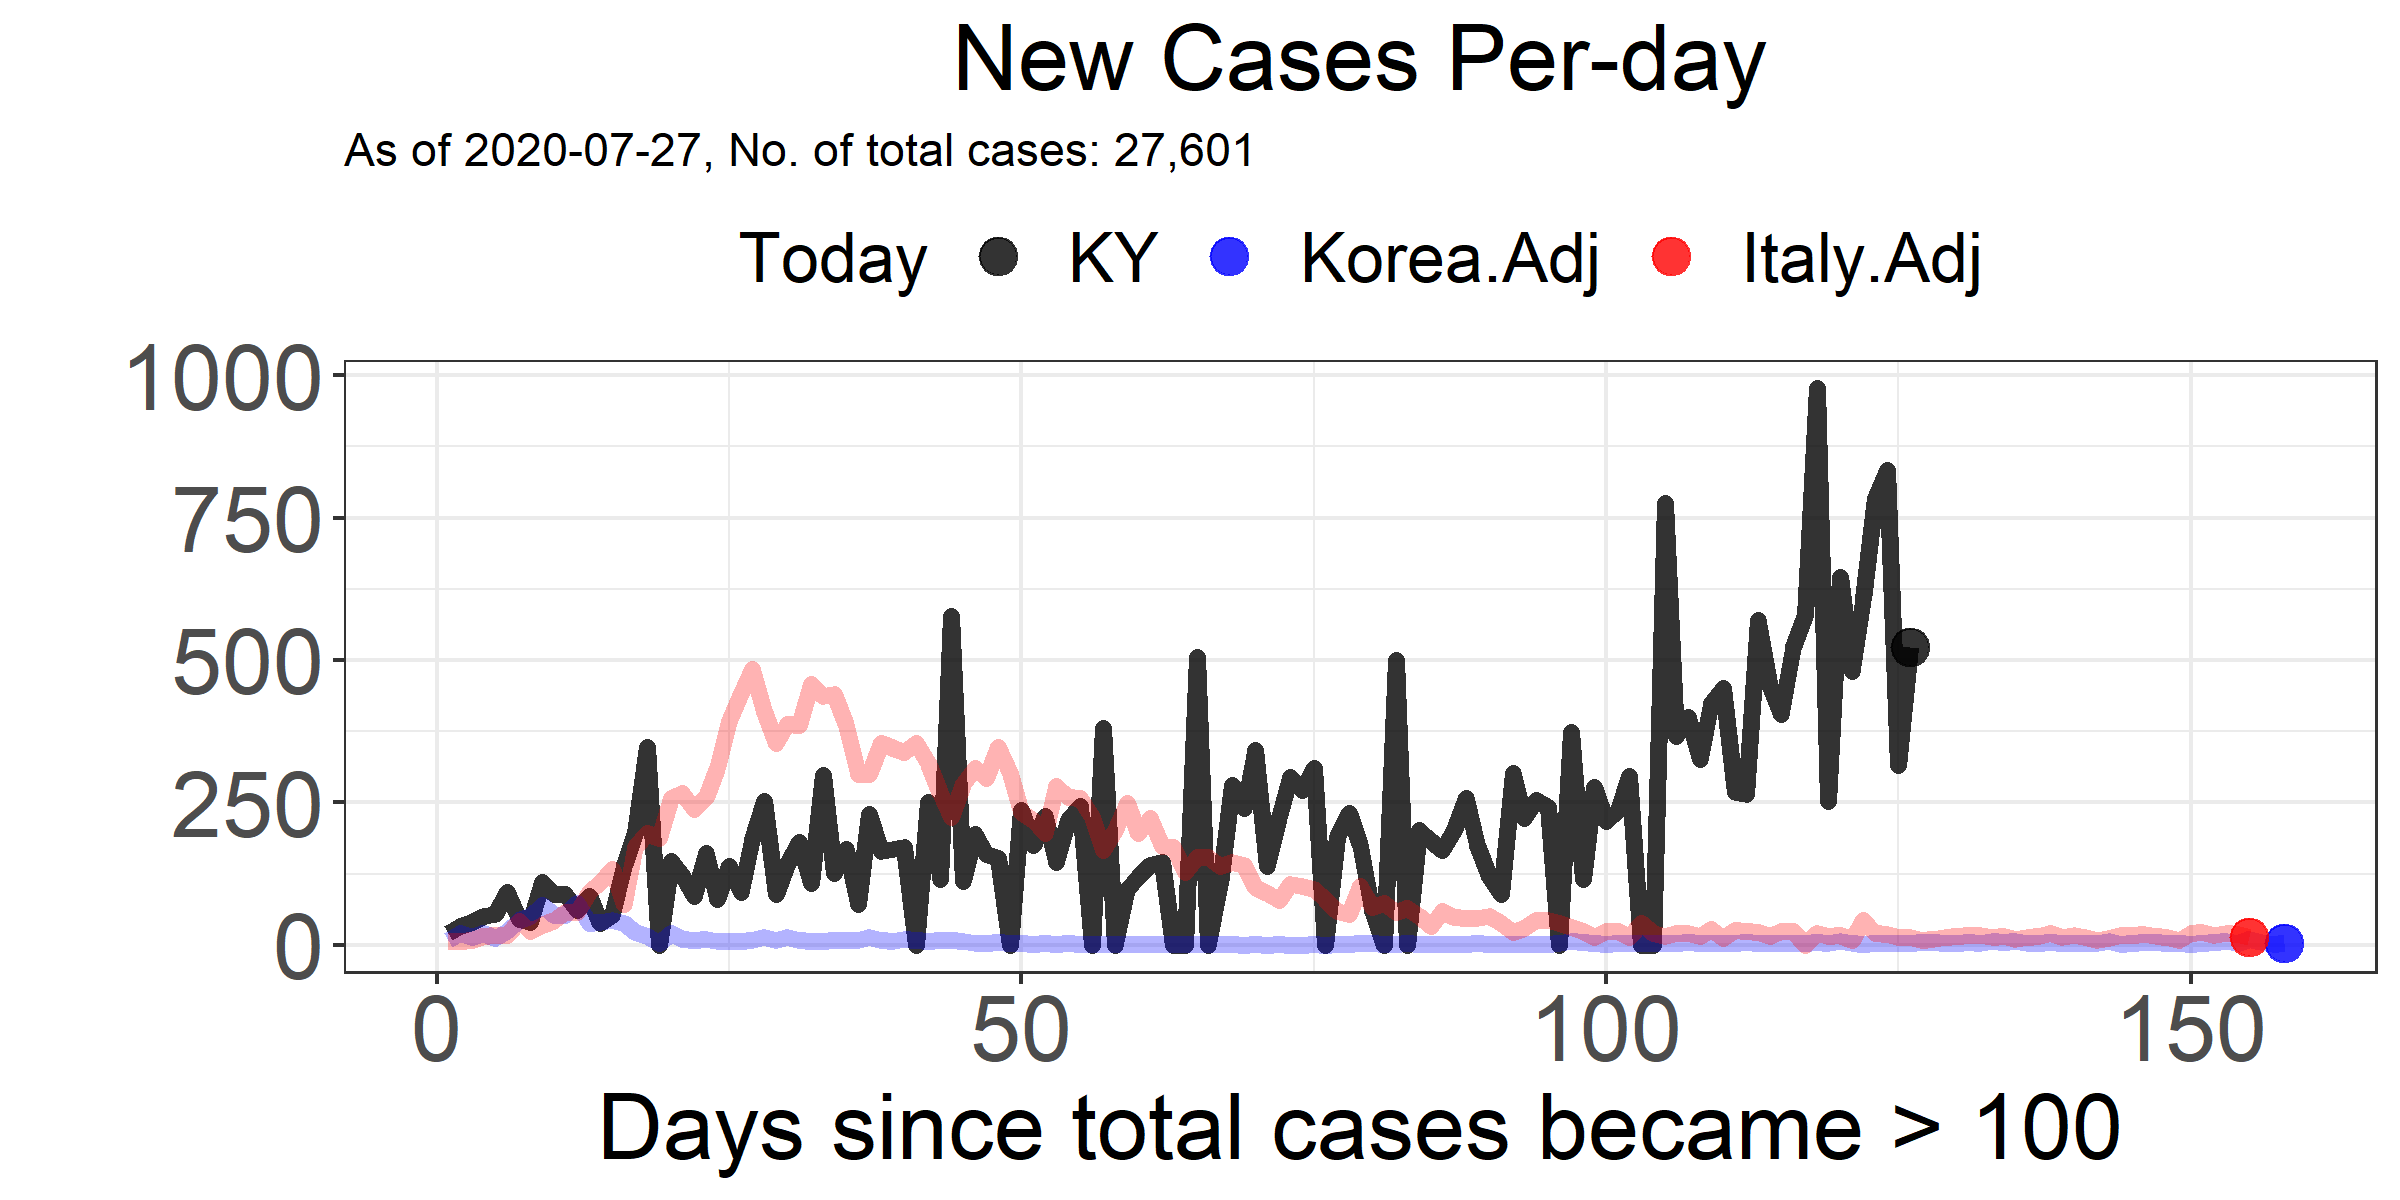 New Cases Per-day
As of 2020-07-27, No. of total cases: 27,601
Today KY Korea.Adj Italy.Adj
1000
750
500
250
0
0 50 100 150
Days since total cases became > 100